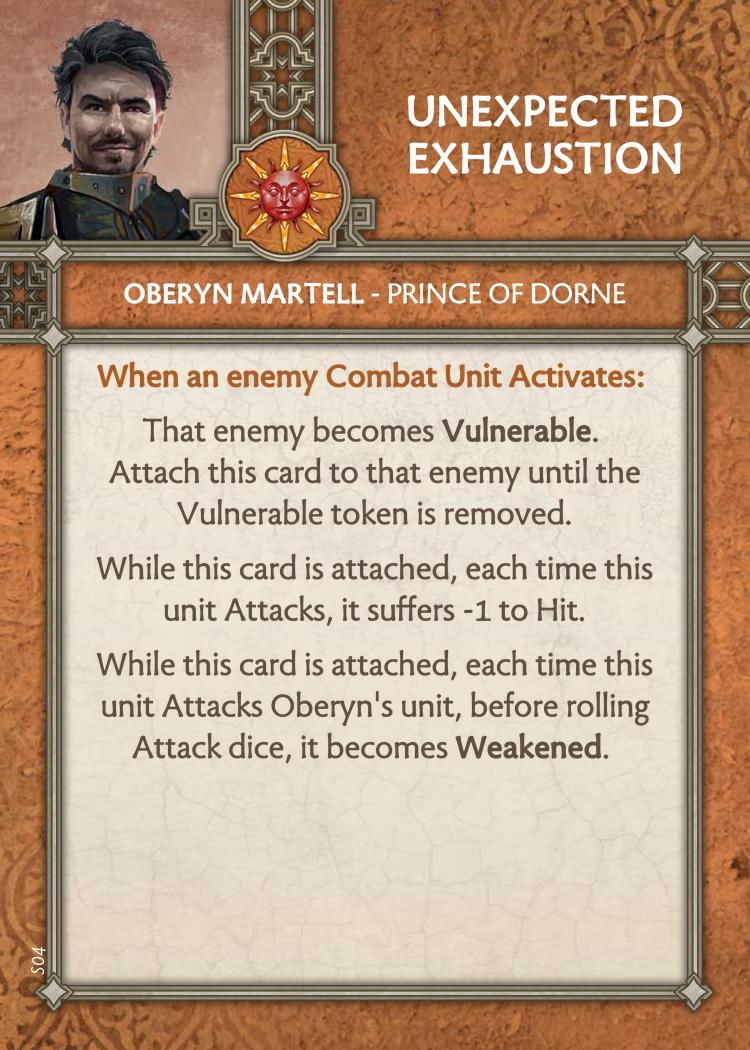 UNEXPECTED
EXHAUSTION
OBERYN MARTELL - PRINCE OF DORNE
When an enemy Combat Unit Activates:
That enemy becomes Vulnerable.
Attach this card to that enemy until the
Vulnerable token is removed.
While this card is attached, each time this
unit Attacks, it suffers -1 to Hit.
While this card is attached, each time this
unit Attacks Oberyn's unit, before rolling
Attack dice, it becomes Weakened.
S04